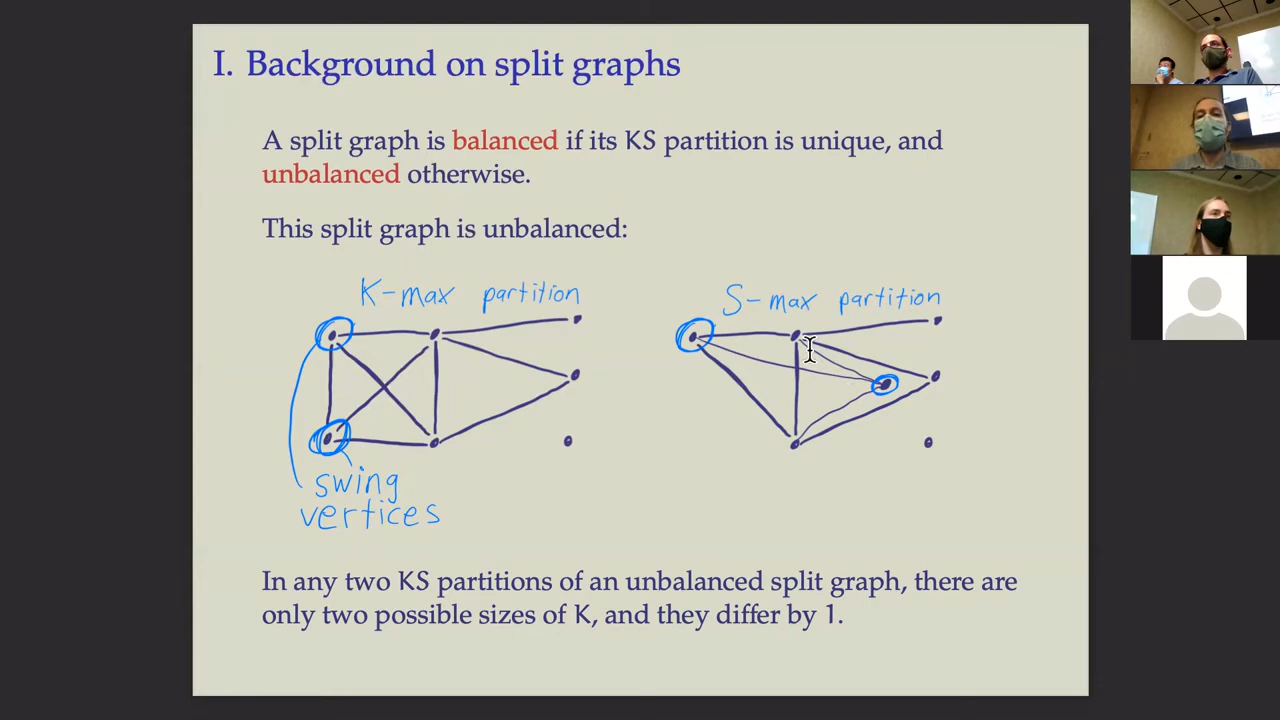 I. Background on split graphs
A split graph is balanced if its KS partition is unique, and
unbalanced otherwise.
This split graph is unbalanced:
K-max partition
S-max partition
swing
vertices
In any two KS partitions of an unbalanced split graph, there are
only two possible sizes of K, and they differ by 1.